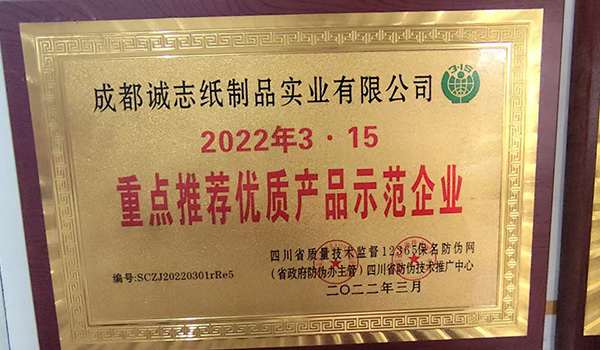 成都诚志纸制品实业有限公司
3·15
2022年3·15
重点推荐优质产品示范企业
四川省质量技术监督12365保名防伪网
编号:SCZJ20220301rRe5
(省政府防伪办主管)四川省防伪技术推广中心
二〇二二年三月